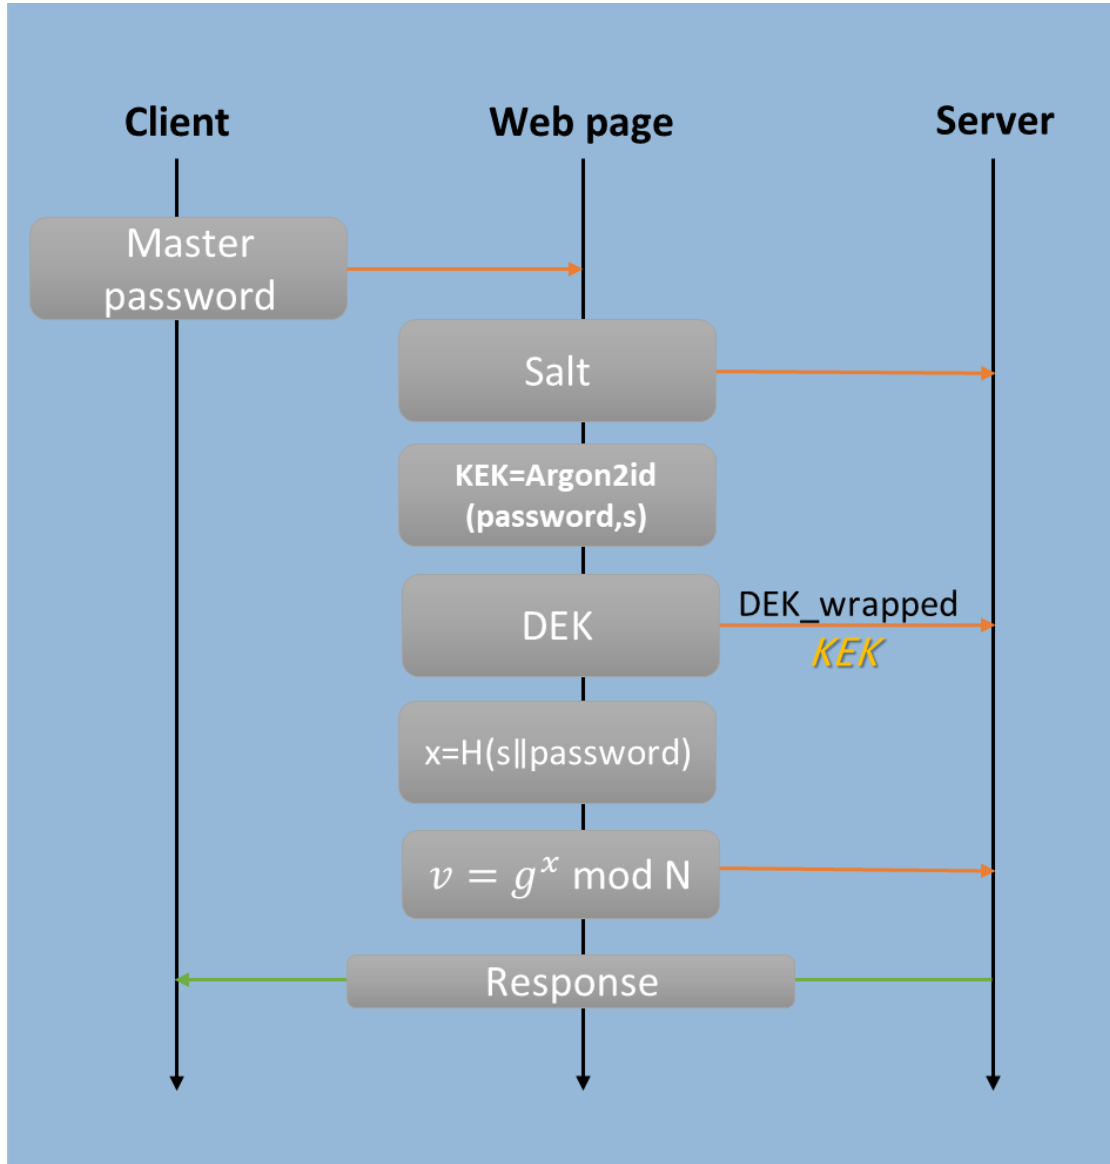 Client
Web page
Server
Master
password
Salt
KEK=Argon2id
(password,s)
DEK
DEK_wrapped
KEK
x=H(s∥password)
𝑣 = 𝑔^𝑥 mod N
Response